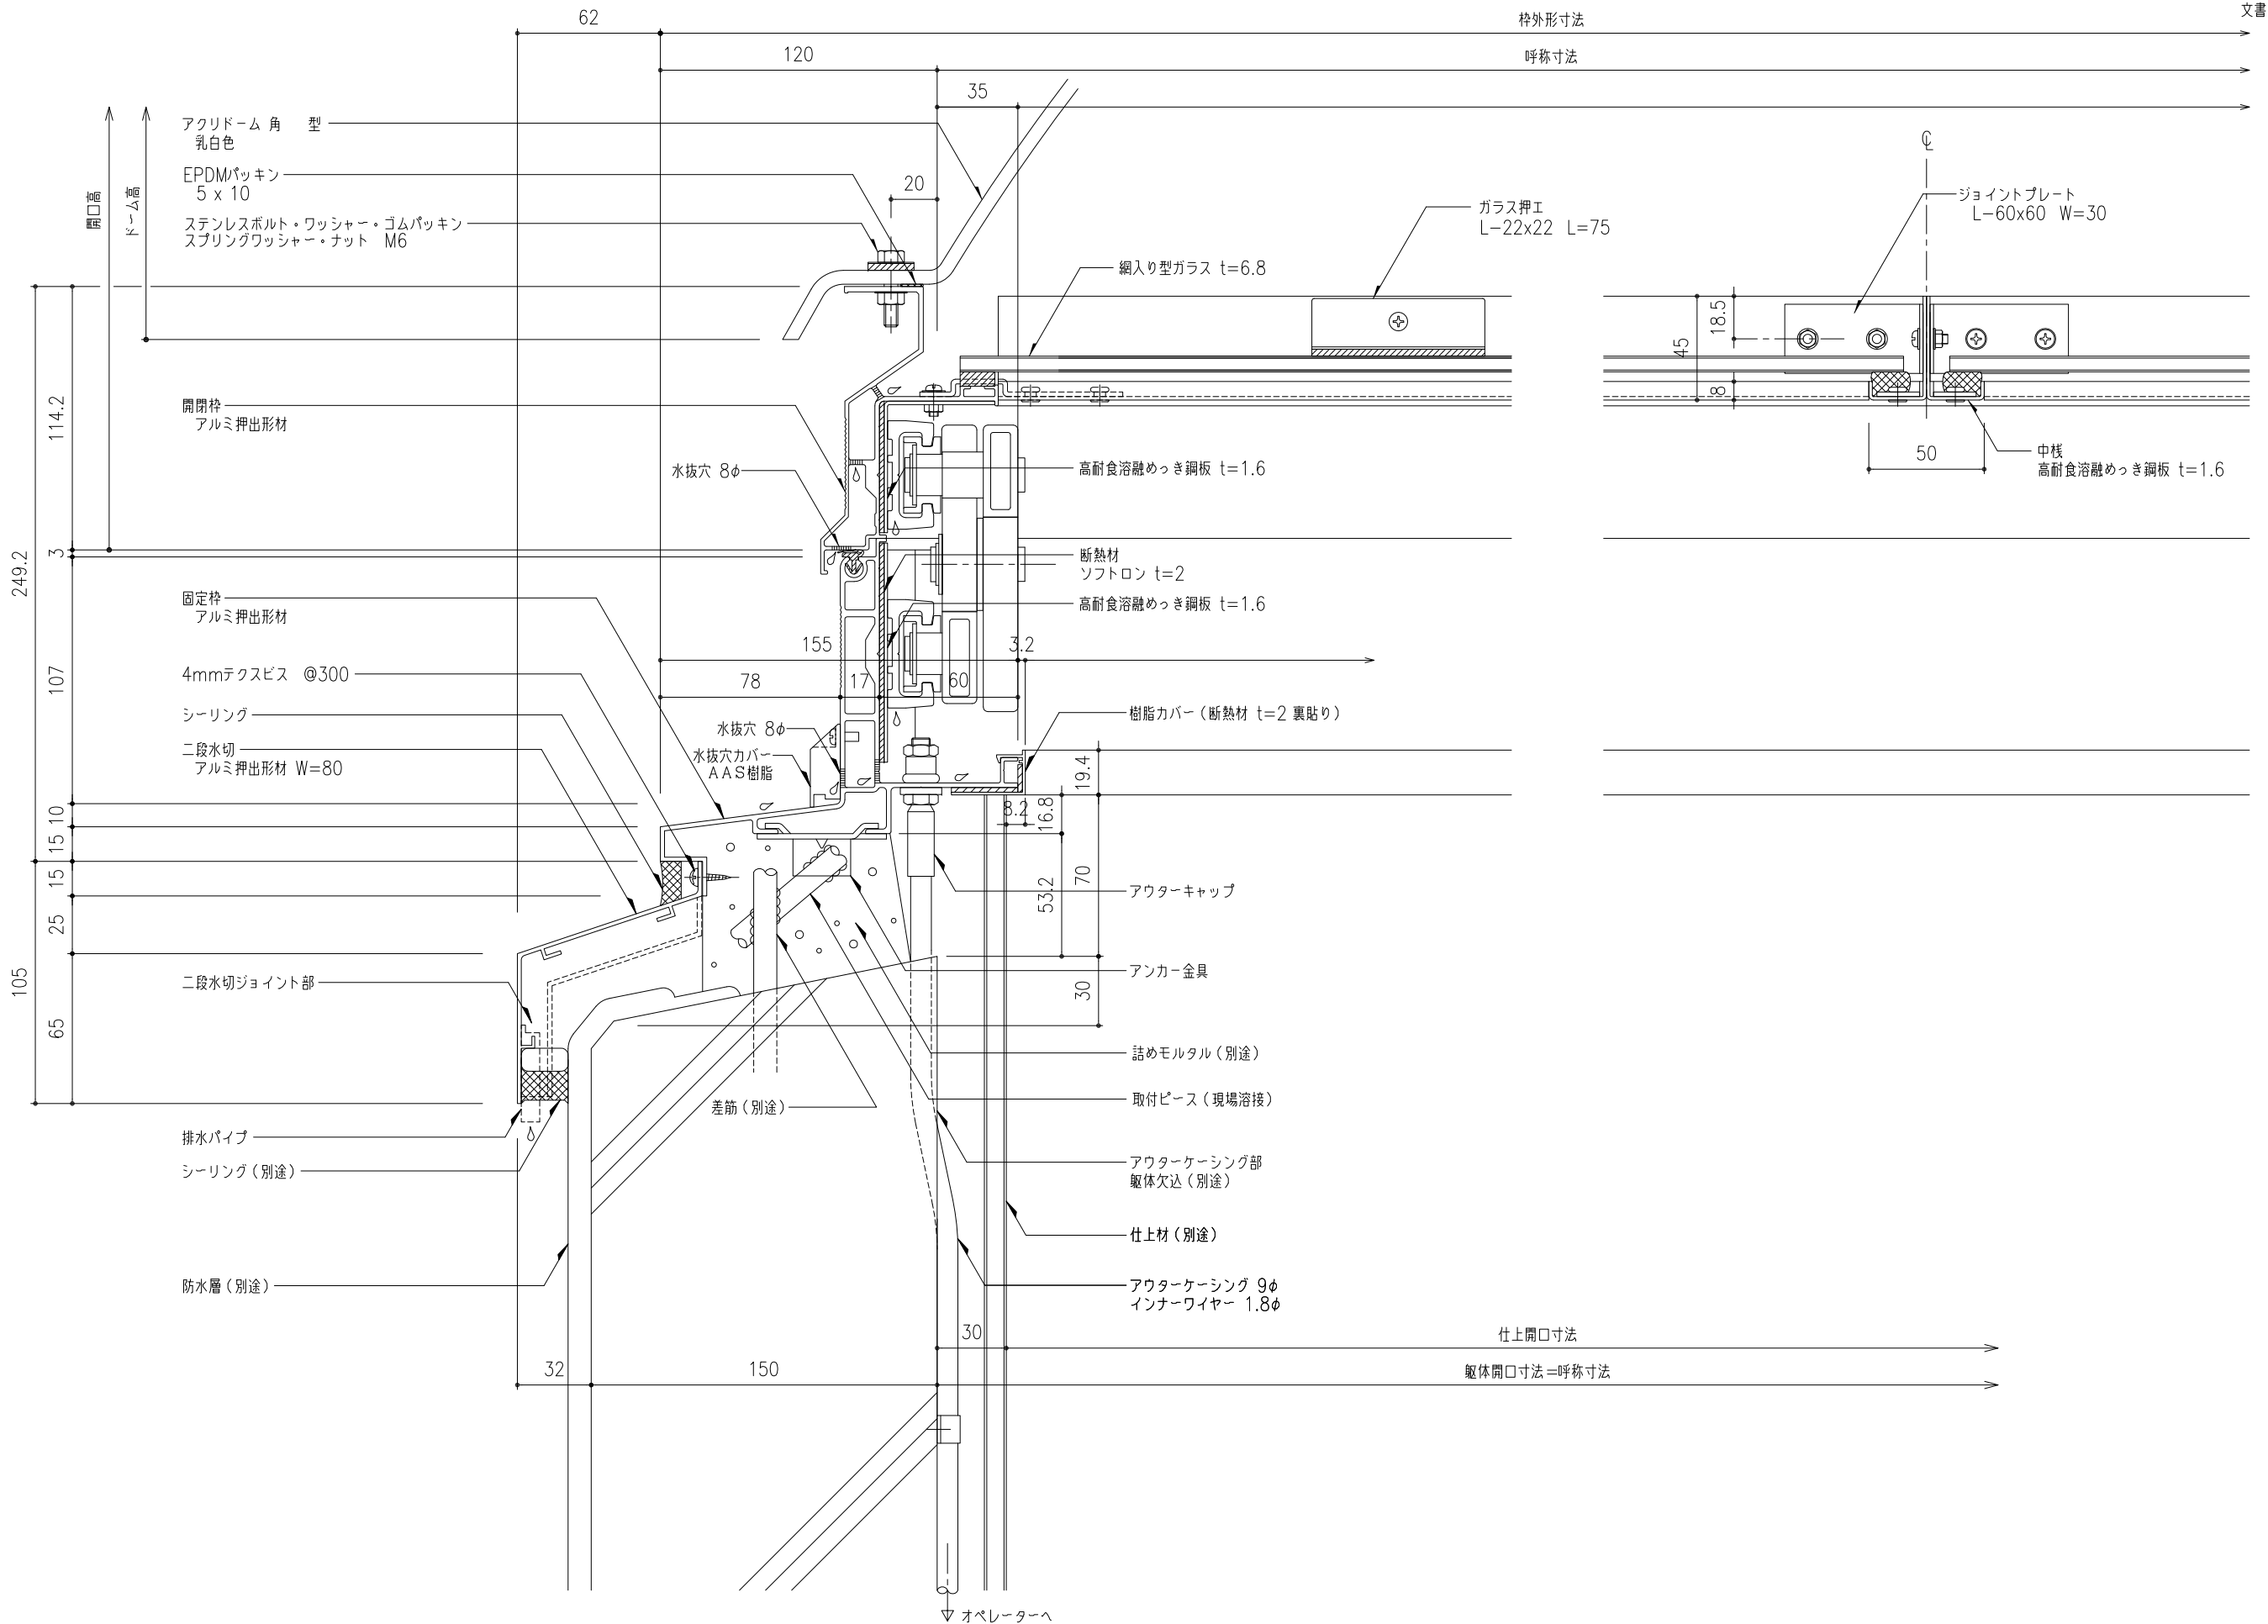 文書
62
枠外形寸法
120
呼称寸法
35
アクリドーム 角 型
乳白色
EPDMパッキン
5 x 10
ステンレスボルト・ワッシャー・ゴムパッキン
スプリングワッシャー・ナット M6
開口高
ドーム高
20
ガラス押エ
L-22x22 L=75
℄
ジョイントプレート
L-60x60 W=30
網入り型ガラス t=6.8
18.5
45
8
50
中桟
高耐食溶融めっき鋼板 t=1.6
114.2
開閉枠
アルミ押出形材
水抜穴 8φ
高耐食溶融めっき鋼板 t=1.6
249.2
3
断熱材
ソフトロン t=2
固定枠
アルミ押出形材
高耐食溶融めっき鋼板 t=1.6
155
3.2
107
4mmテクスビス @300
78
17
60
シーリング
水抜穴 8φ
樹脂カバー(断熱材 t=2 裏貼り)
二段水切
アルミ押出形材 W=80
水抜穴カバー
AAS樹脂
19.4
10
8.2
16.8
15
15
70
53.2
アウターキャップ
25
105
二段水切ジョイント部
アンカー金具
30
65
詰めモルタル(別途)
差筋(別途)
取付ピース(現場溶接)
排水パイプ
シーリング(別途)
アウターケーシング部
躯体欠込(別途)
仕上材(別途)
防水層(別途)
アウターケーシング 9φ
インナーワイヤー 1.8φ
30
仕上開口寸法
32
150
躯体開口寸法=呼称寸法
オペレーターへ